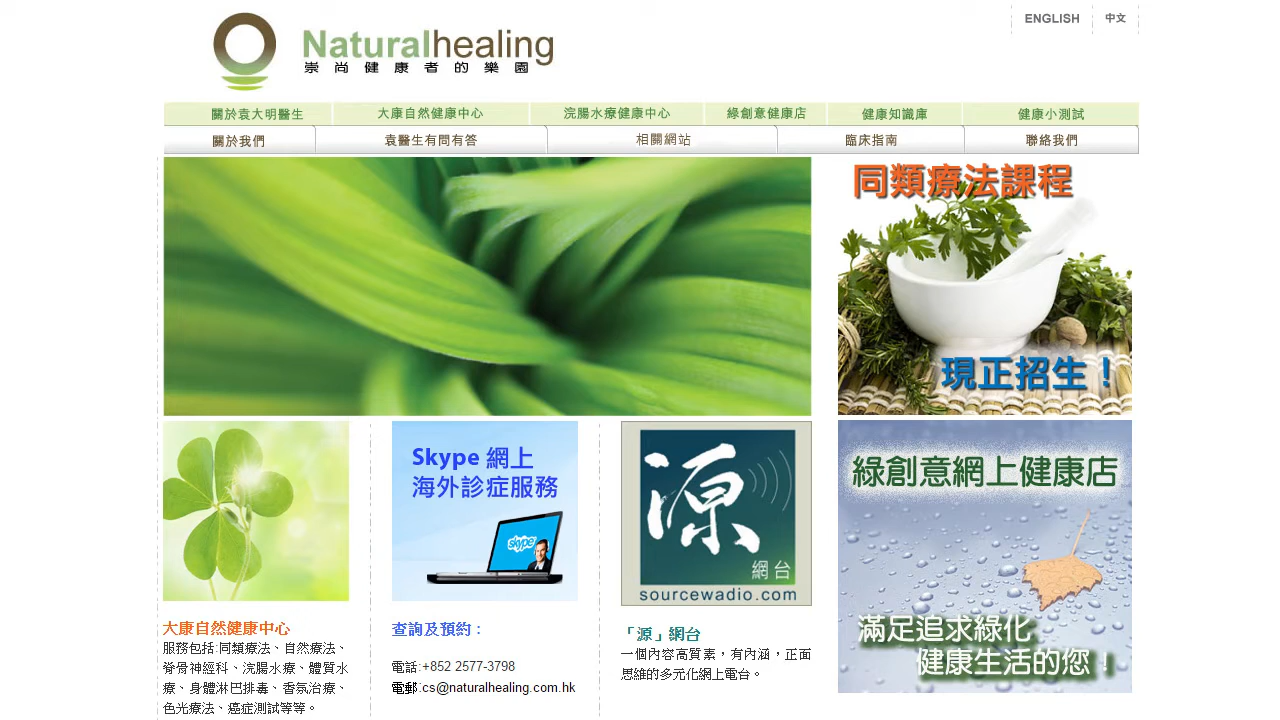 ENGLISH 中文
Naturalhealing
崇尚健康者的樂園
關於袁大明醫生 大康自然健康中心 浣腸水療健康中心 綠創意健康店 健康知識庫 健康小測試
關於我們 袁醫生有問有答 相關網站 臨床指南 聯絡我們
同類療法課程
現正招生！
Skype 網上
海外診症服務
skype
源
網台
sourcewadio.com
綠創意網上健康店
滿足追求綠化
健康生活的您！
大康自然健康中心
服務包括:同類療法、自然療法、
脊骨神經科、浣腸水療、體質水
療、身體淋巴排毒、香氛治療、
色光療法、癌症測試等等。
查詢及預約：
電話:+852 2577-3798
電郵:cs@naturalhealing.com.hk
「源」網台
一個內容高質素，有內涵，正面
思維的多元化網上電台。